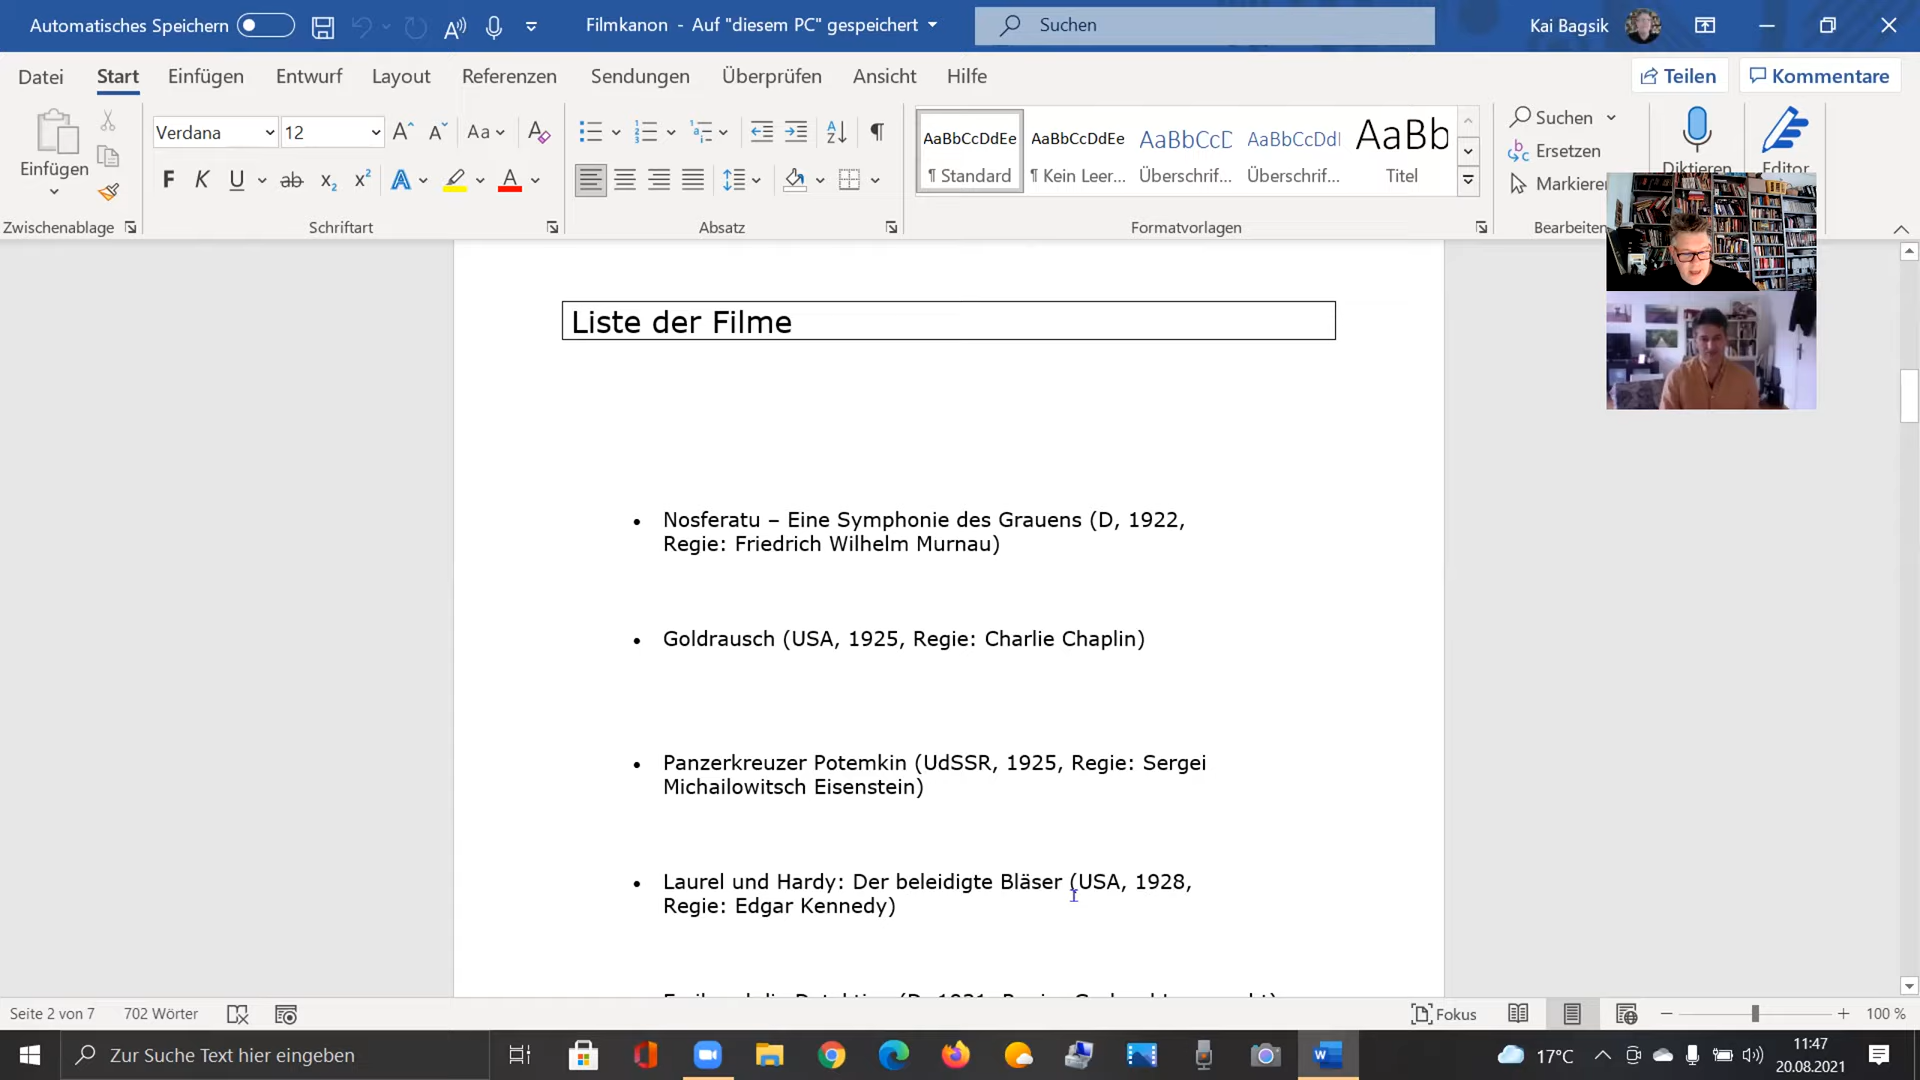 Automatisches Speichern
Filmkanon - Auf "diesem PC" gespeichert
Suchen
Kai Bagsik
Datei Start Einfügen Entwurf Layout Referenzen Sendungen Überprüfen Ansicht Hilfe
Teilen Kommentare
Einfügen
Verdana 12
Aa
F K U ab x₂ x²
AaBbCcDdEe AaBbCcDdEe AaBbCcD AaBbCcDdE AaBb
¶ Standard ¶ Kein Leer... Überschrif... Überschrif... Titel
Suchen
Ersetzen
Markieren
Diktieren
Editor
Zwischenablage Schriftart Absatz Formatvorlagen Bearbeiten
Liste der Filme
• Nosferatu – Eine Symphonie des Grauens (D, 1922,
Regie: Friedrich Wilhelm Murnau)
• Goldrausch (USA, 1925, Regie: Charlie Chaplin)
• Panzerkreuzer Potemkin (UdSSR, 1925, Regie: Sergei
Michailowitsch Eisenstein)
• Laurel und Hardy: Der beleidigte Bläser (USA, 1928,
Regie: Edgar Kennedy)
Seite 2 von 7 702 Wörter
Fokus
100 %
Zur Suche Text hier eingeben
17°C
11:47
20.08.2021